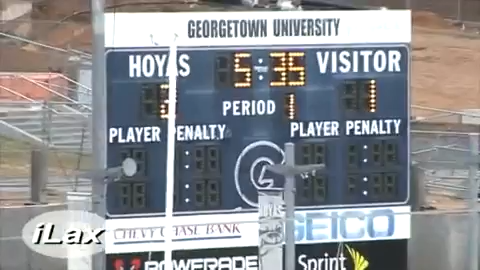 GEORGETOWN UNIVERSITY
HOYAS 5:35 VISITOR
2 PERIOD 1 1
PLAYER PENALTY PLAYER PENALTY
G
CHEVY CHASE BANK HOYAS GEICO
iLax
POWERADE Sprint